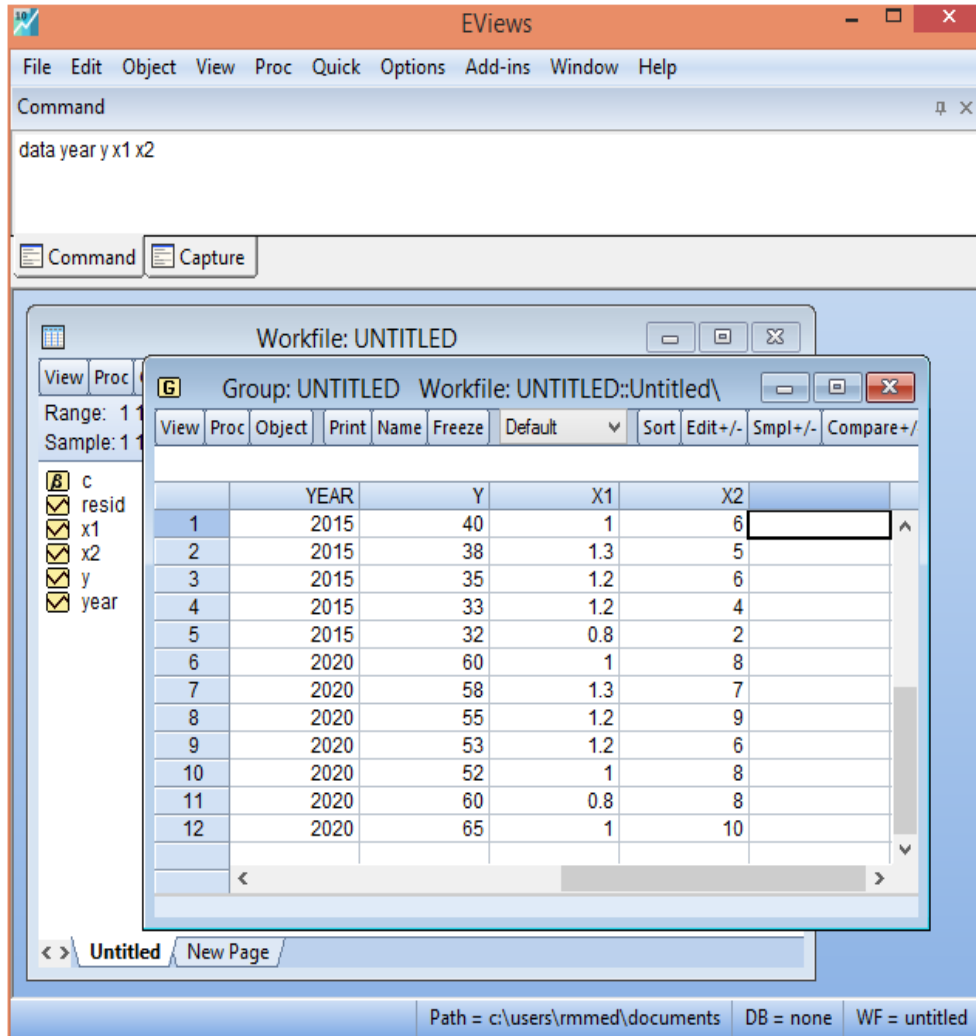 10
EViews
File Edit Object View Proc Quick Options Add-ins Window Help
Command
data year y x1 x2
Command Capture
Workfile: UNTITLED
View Proc
Range: 1 1
Sample: 1 1
β c
resid
x1
x2
y
year
G Group: UNTITLED Workfile: UNTITLED::Untitled\
View Proc Object Print Name Freeze Default Sort Edit+/- Smpl+/- Compare+/
YEAR Y X1 X2
1 2015 40 1 6
2 2015 38 1.3 5
3 2015 35 1.2 6
4 2015 33 1.2 4
5 2015 32 0.8 2
6 2020 60 1 8
7 2020 58 1.3 7
8 2020 55 1.2 9
9 2020 53 1.2 6
10 2020 52 1 8
11 2020 60 0.8 8
12 2020 65 1 10
Untitled New Page
Path = c:\users\rmmed\documents DB = none WF = untitled